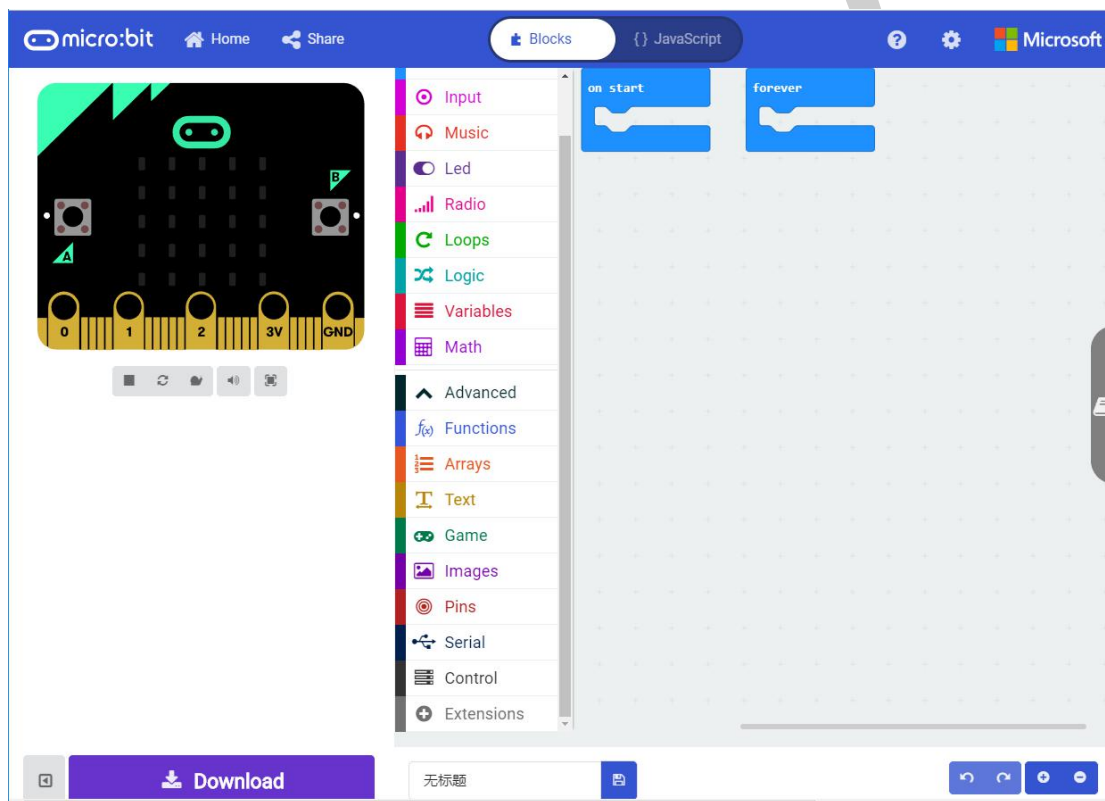 micro:bit Home Share Blocks {} JavaScript ? Microsoft
B
A
0 1 2 3V GND
Input
Music
Led
Radio
Loops
Logic
Variables
Math
Advanced
f(x) Functions
Arrays
Text
Game
Images
Pins
Serial
Control
Extensions
on start
forever
Download
无标题